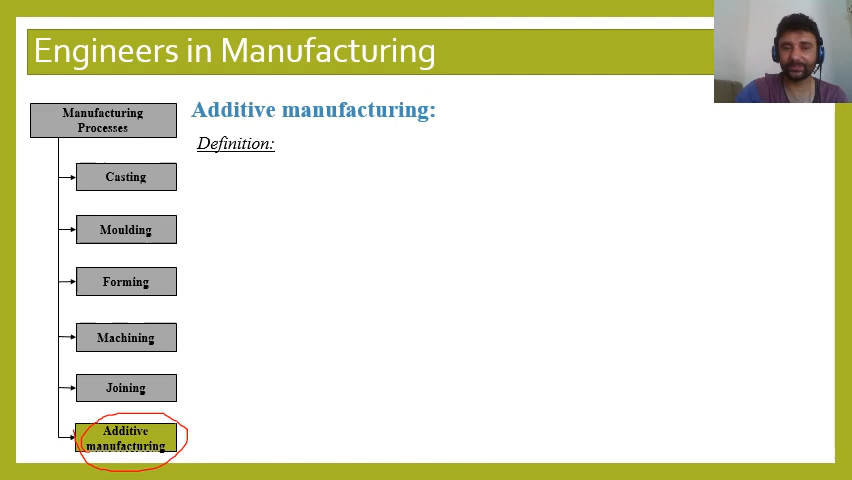 Engineers in Manufacturing
Manufacturing
Processes
Casting
Moulding
Forming
Machining
Joining
Additive
manufacturing
Additive manufacturing:
Definition: